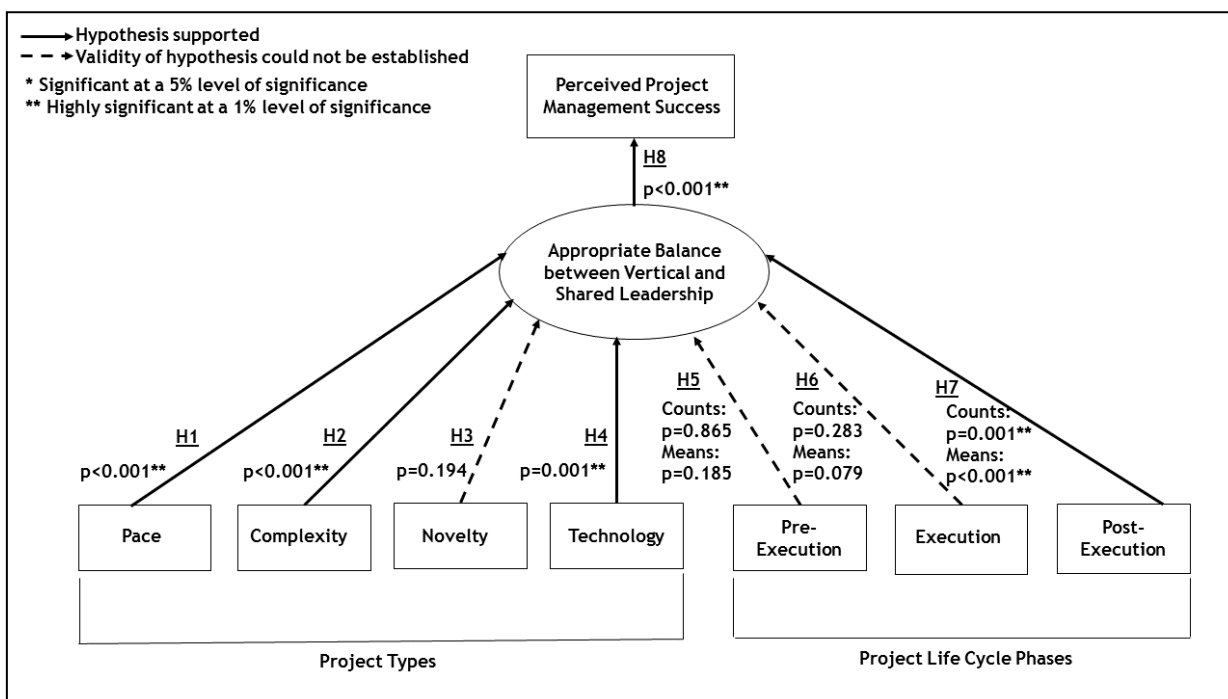 Hypothesis supported
Validity of hypothesis could not be established
* Significant at a 5% level of significance
** Highly significant at a 1% level of significance
Perceived Project
Management Success
H8
p<0.001**
Appropriate Balance
between Vertical and
Shared Leadership
H1
p<0.001**
H2
p<0.001**
H3
p=0.194
H4
p=0.001**
H5
Counts:
p=0.865
Means:
p=0.185
H6
Counts:
p=0.283
Means:
p=0.079
H7
Counts:
p=0.001**
Means:
p<0.001**
Pace
Complexity
Novelty
Technology
Pre-
Execution
Execution
Post-
Execution
Project Types
Project Life Cycle Phases